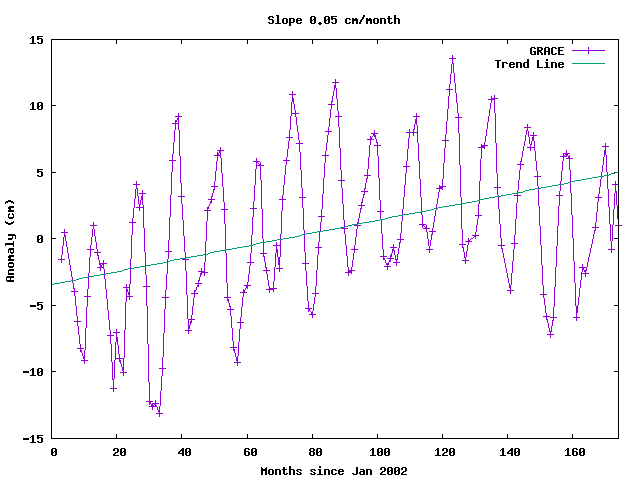 Slope 0.05 cm/month
GRACE
Trend Line
15
10
5
0
-5
-10
-15
Anomaly (cm)
0 20 40 60 80 100 120 140 160
Months since Jan 2002